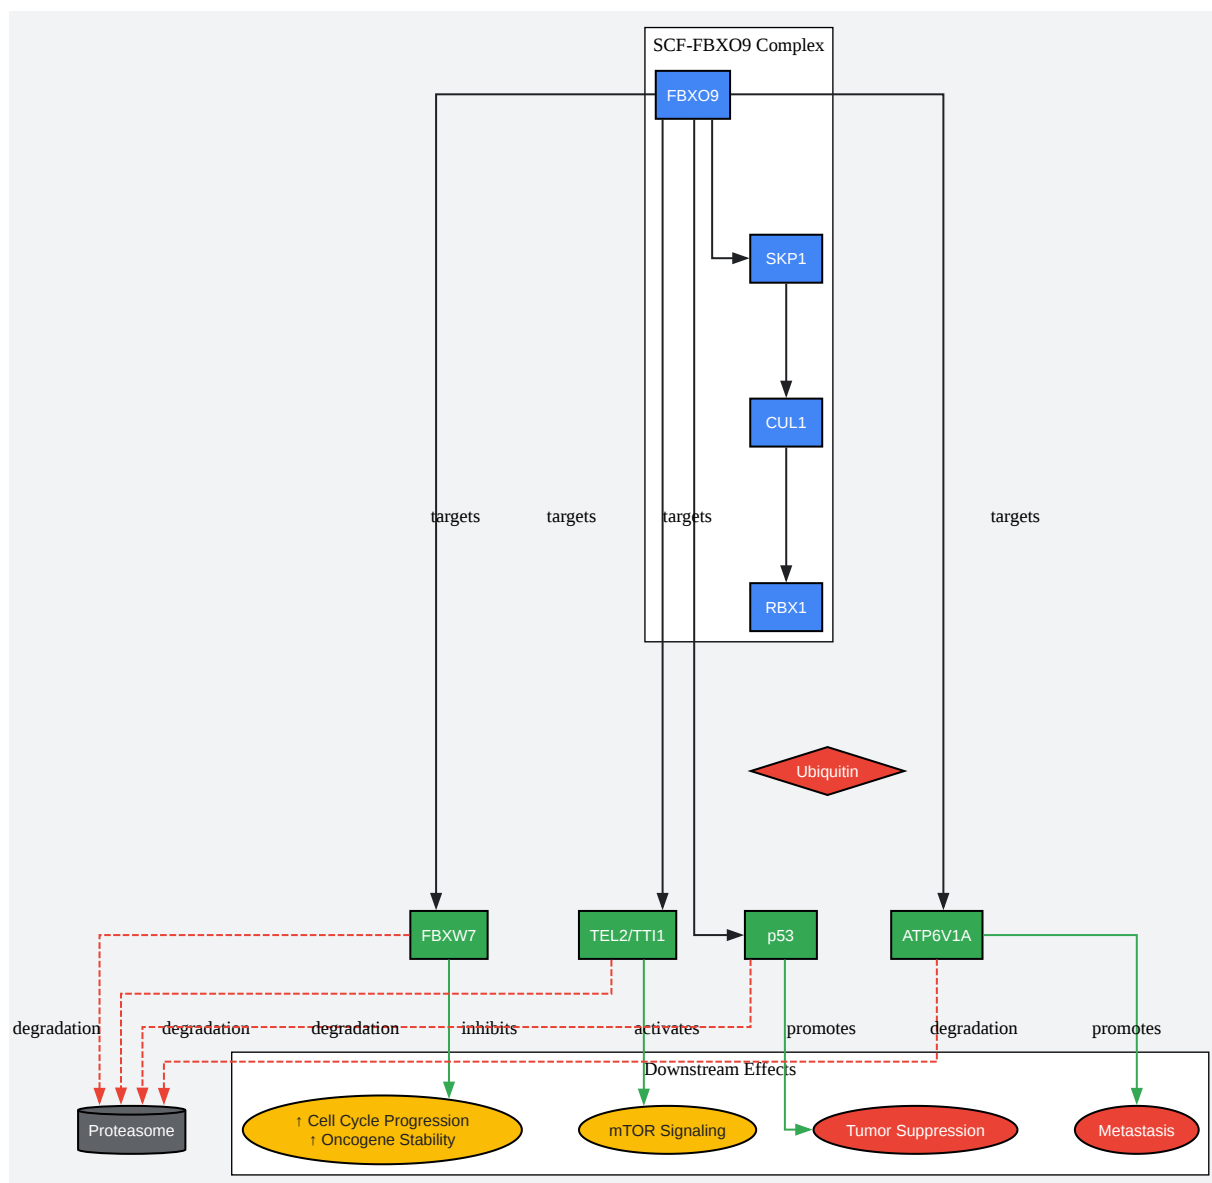 SCF-FBXO9 Complex
FBXO9
SKP1
CUL1
targets
targets
targets
targets
RBX1
Ubiquitin
FBXW7
TEL2/TTI1
p53
ATP6V1A
degradation
degradation
degradation
inhibits
activates
promotes
degradation
promotes
Downstream Effects
Proteasome
↑ Cell Cycle Progression
↑ Oncogene Stability
mTOR Signaling
Tumor Suppression
Metastasis